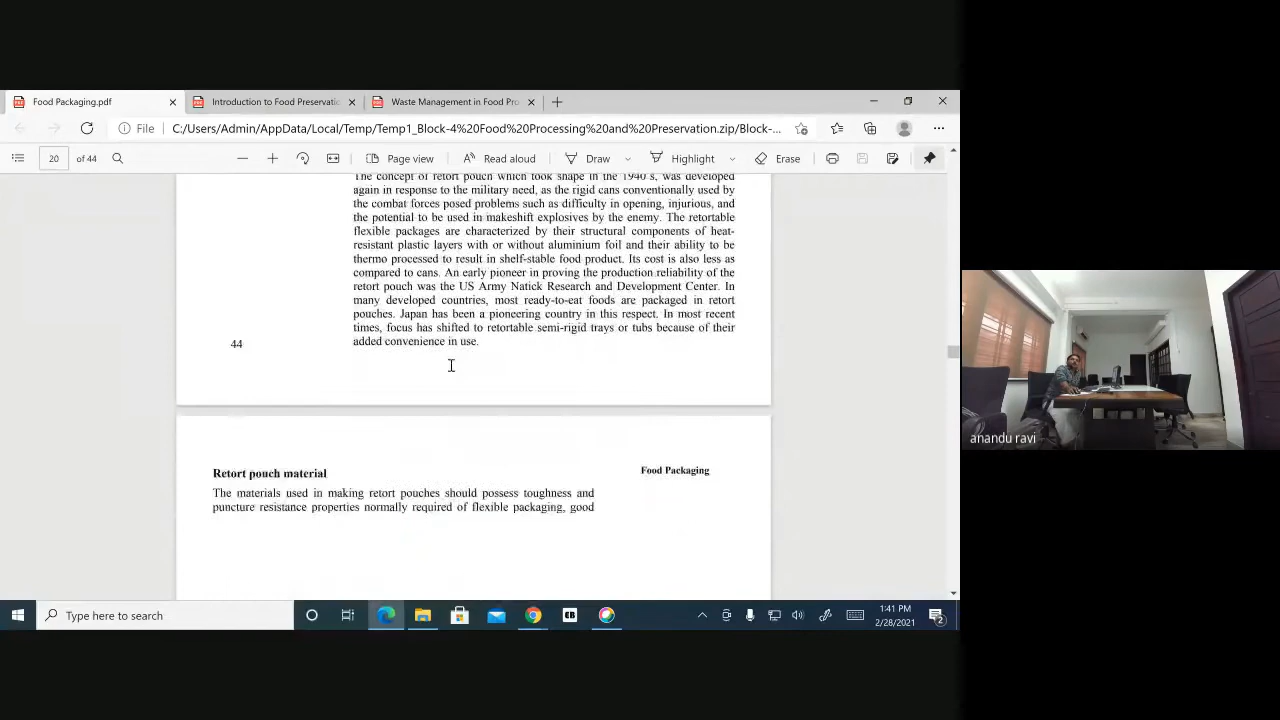 Food Packaging.pdf
Introduction to Food Preservatio
Waste Management in Food Pro
File
C:/Users/Admin/AppData/Local/Temp/Temp1_Block-4%20Food%20Processing%20and%20Preservation.zip/Block-...
20 of 44
Page view
Read aloud
Draw
Highlight
Erase
The concept of retort pouch which took shape in the 1940's, was developed
again in response to the military need, as the rigid cans conventionally used by
the combat forces posed problems such as difficulty in opening, injurious, and
the potential to be used in makeshift explosives by the enemy. The retortable
flexible packages are characterized by their structural components of heat-
resistant plastic layers with or without aluminium foil and their ability to be
thermo processed to result in shelf-stable food product. Its cost is also less as
compared to cans. An early pioneer in proving the production reliability of the
retort pouch was the US Army Natick Research and Development Center. In
many developed countries, most ready-to-eat foods are packaged in retort
pouches. Japan has been a pioneering country in this respect. In most recent
times, focus has shifted to retortable semi-rigid trays or tubs because of their
added convenience in use.
44
Retort pouch material
Food Packaging
The materials used in making retort pouches should possess toughness and
puncture resistance properties normally required of flexible packaging, good
anandu ravi
Type here to search
1:41 PM
2/28/2021
2